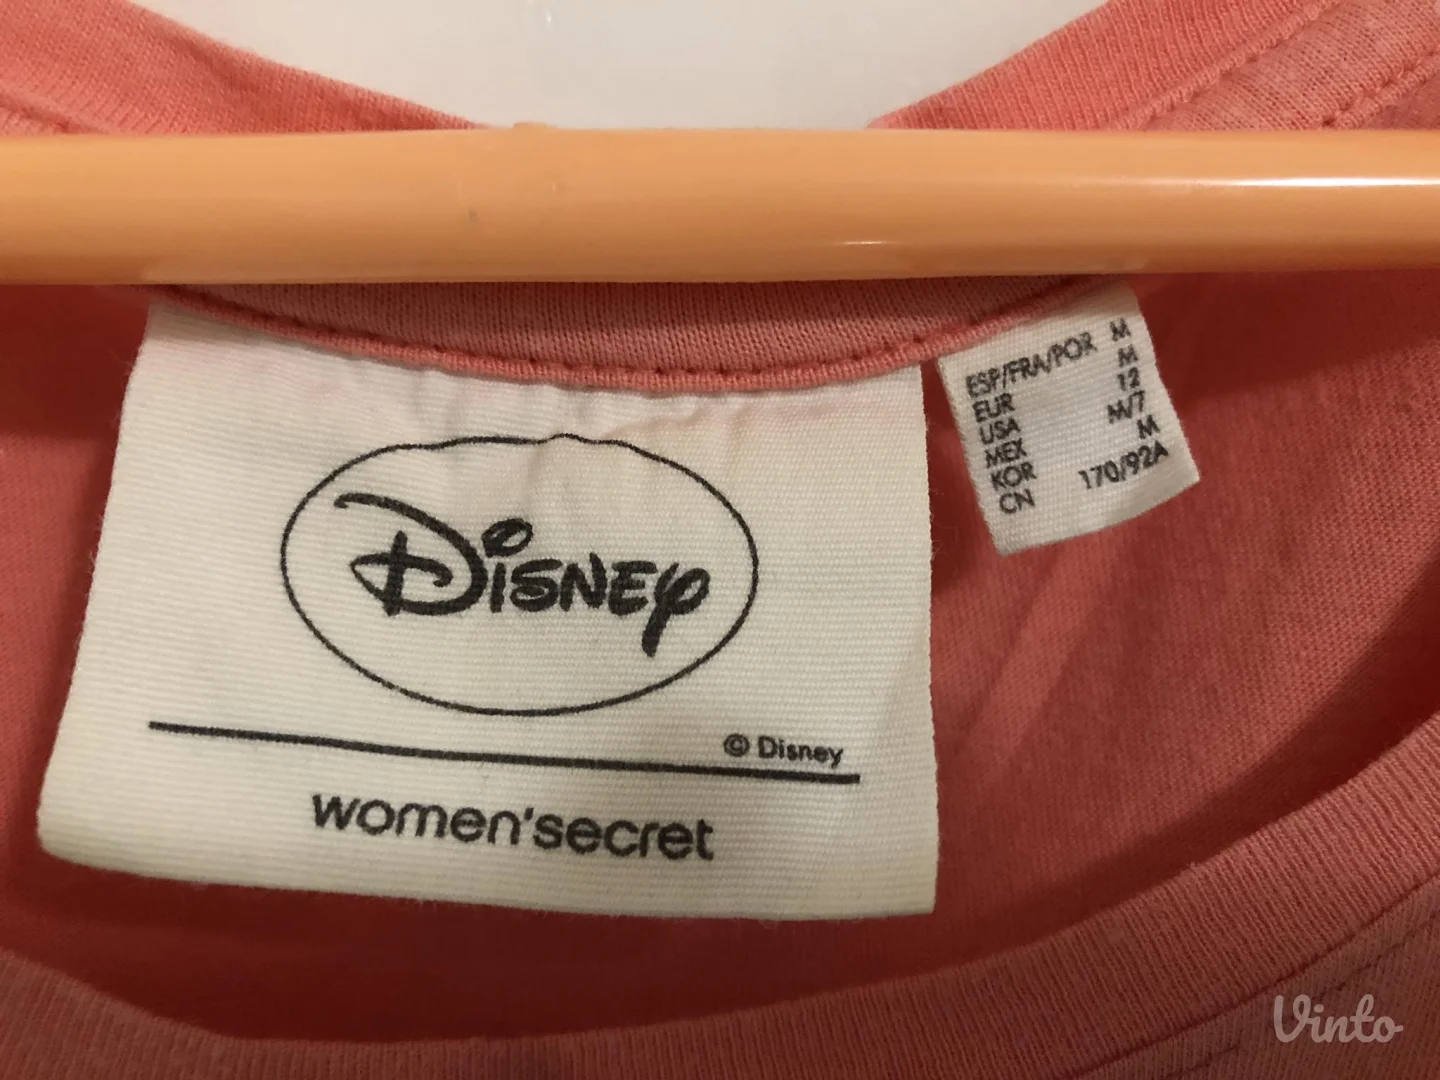 Disney
© Disney
women'secret
ESP/FRA/POR M
EUR M
USA 12
MEX M/7
KOR M
CN 170/92A
Vinto